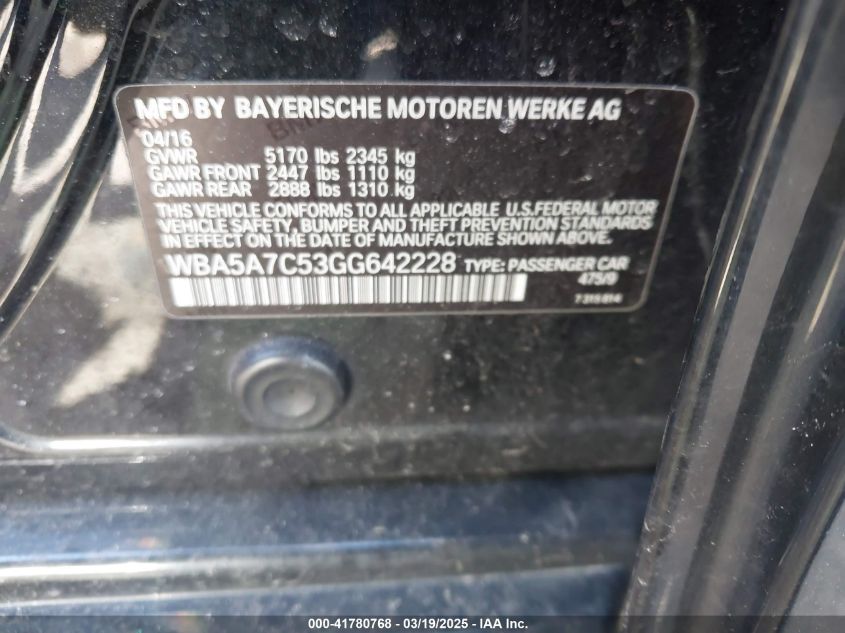 MFD BY BAYERISCHE MOTOREN WERKE AG
04/16
GVWR 5170 lbs 2345 kg
GAWR FRONT 2447 lbs 1110 kg
GAWR REAR 2888 lbs 1310 kg
THIS VEHICLE CONFORMS TO ALL APPLICABLE U.S.FEDERAL MOTOR
VEHICLE SAFETY, BUMPER AND THEFT PREVENTION STANDARDS
IN EFFECT ON THE DATE OF MANUFACTURE SHOWN ABOVE.
WBA5A7C53GG642228 TYPE: PASSENGER CAR
475/9
7319814
000-41780768 - 03/19/2025 - IAA Inc.